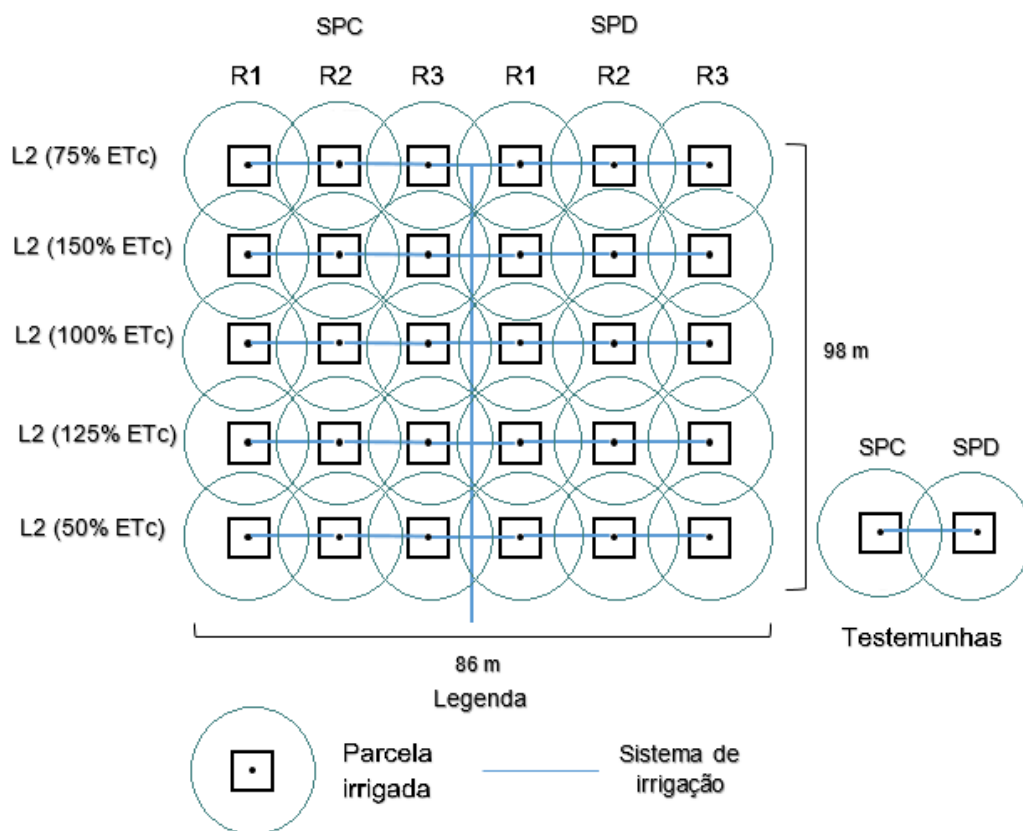 SPC SPD
R1 R2 R3 R1 R2 R3
L2 (75% ETc)
L2 (150% ETc)
L2 (100% ETc)
98 m
L2 (125% ETc)
SPC SPD
L2 (50% ETc)
Testemunhas
86 m
Legenda
Parcela
irrigada
Sistema de
irrigação